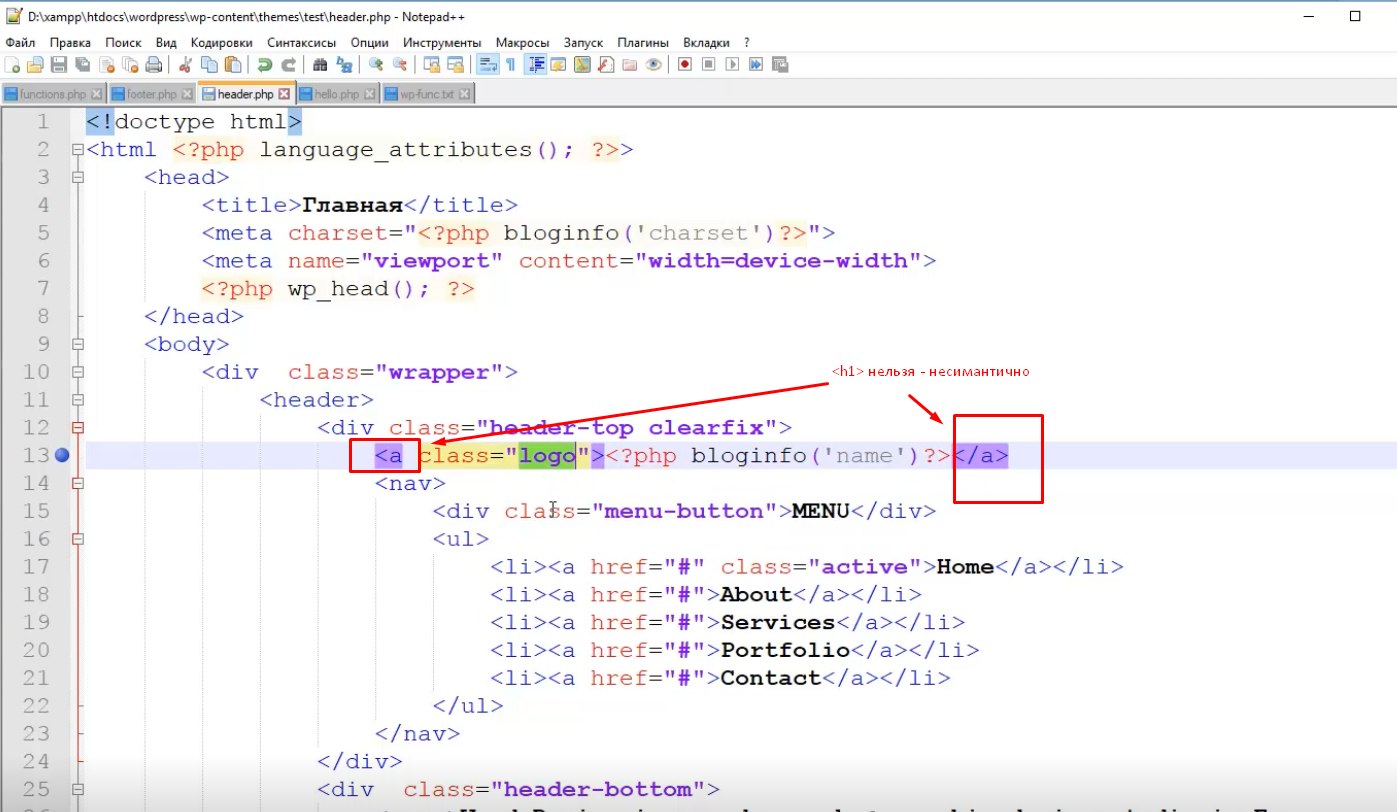 D:\xampp\htdocs\wordpress\wp-content\themes\test\header.php - Notepad++
Файл Правка Поиск Вид Кодировки Синтаксисы Опции Инструменты Макросы Запуск Плагины Вкладки ?
functions.php footer.php header.php hello.php wp-func.txt
1 <!doctype html>
2 <html <?php language_attributes(); ?>>
3 <head>
4 <title>Главная</title>
5 <meta charset="<?php bloginfo('charset')?>">
6 <meta name="viewport" content="width=device-width">
7 <?php wp_head(); ?>
8 </head>
9 <body>
10 <div  class="wrapper">
<h1> нельзя - несимантично
11 <header>
12 <div class="header-top clearfix">
13 <a class="logo"><?php bloginfo('name')?></a>
14 <nav>
15 <div class="menu-button">MENU</div>
16 <ul>
17 <li><a href="#" class="active">Home</a></li>
18 <li><a href="#">About</a></li>
19 <li><a href="#">Services</a></li>
20 <li><a href="#">Portfolio</a></li>
21 <li><a href="#">Contact</a></li>
22 </ul>
23 </nav>
24 </div>
25 <div  class="header-bottom">